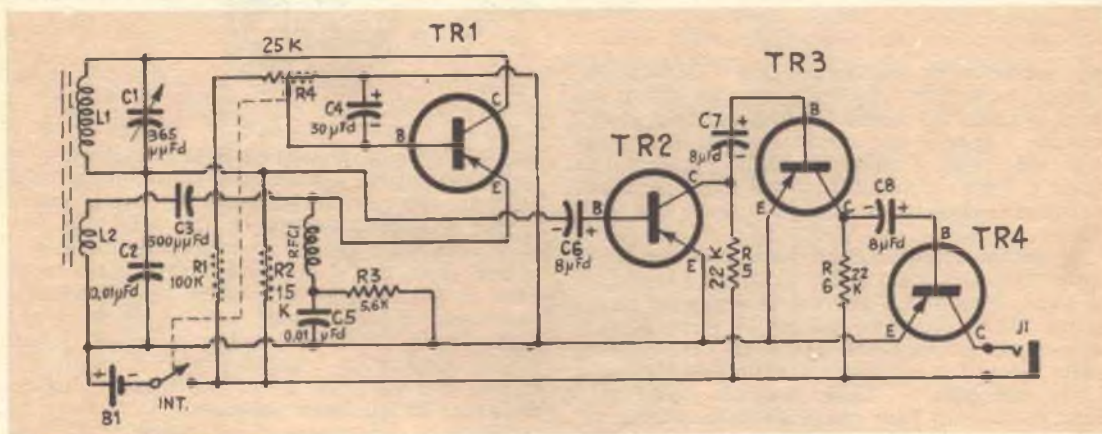 TR1
25 K
R4
C1
365
µµFd
L1
C4
30µFd
+
-
B
C
E
TR3
C7
+
8µFd
-
B
E
C
TR2
C6
8µFd
-
+
B
C
E
C8
-
+
8µFd
TR4
B
E
C
J1
L2
C3
500µµFd
C2
0,01µFd
R1
100K
RFC1
R2
15
K
R3
5,6K
C5
0.01 µFd
22 K
R
5
R
6
22
K
+
-
B1
INT.